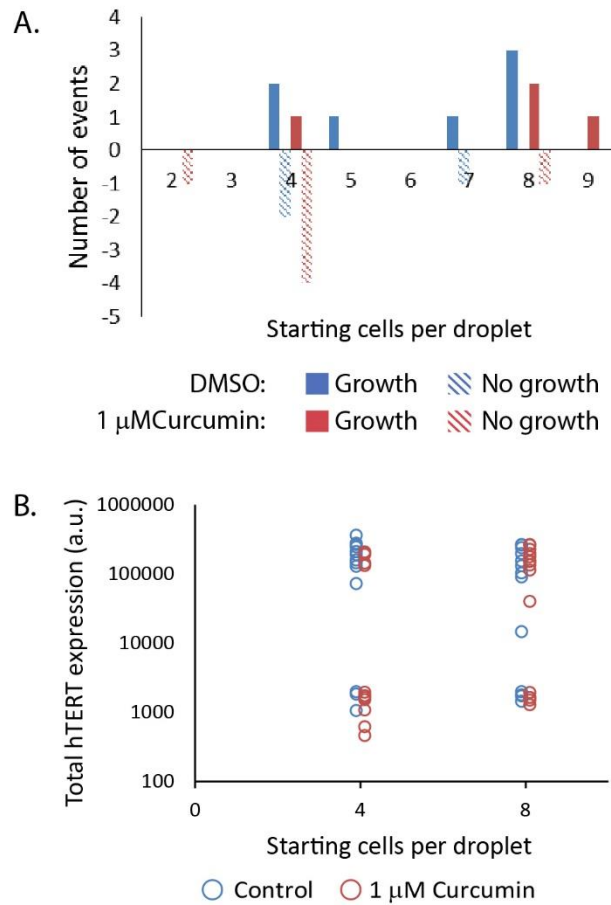 A.
Number of events
4
3
2
1
0
-1
-2
-3
-4
-5
2 3 4 5 6 7 8 9
Starting cells per droplet
DMSO: Growth No growth
1 μMCurcumin: Growth No growth
B.
Total hTERT expression (a.u.)
1000000
100000
10000
1000
100
0 4 8
Starting cells per droplet
Control 1 μM Curcumin